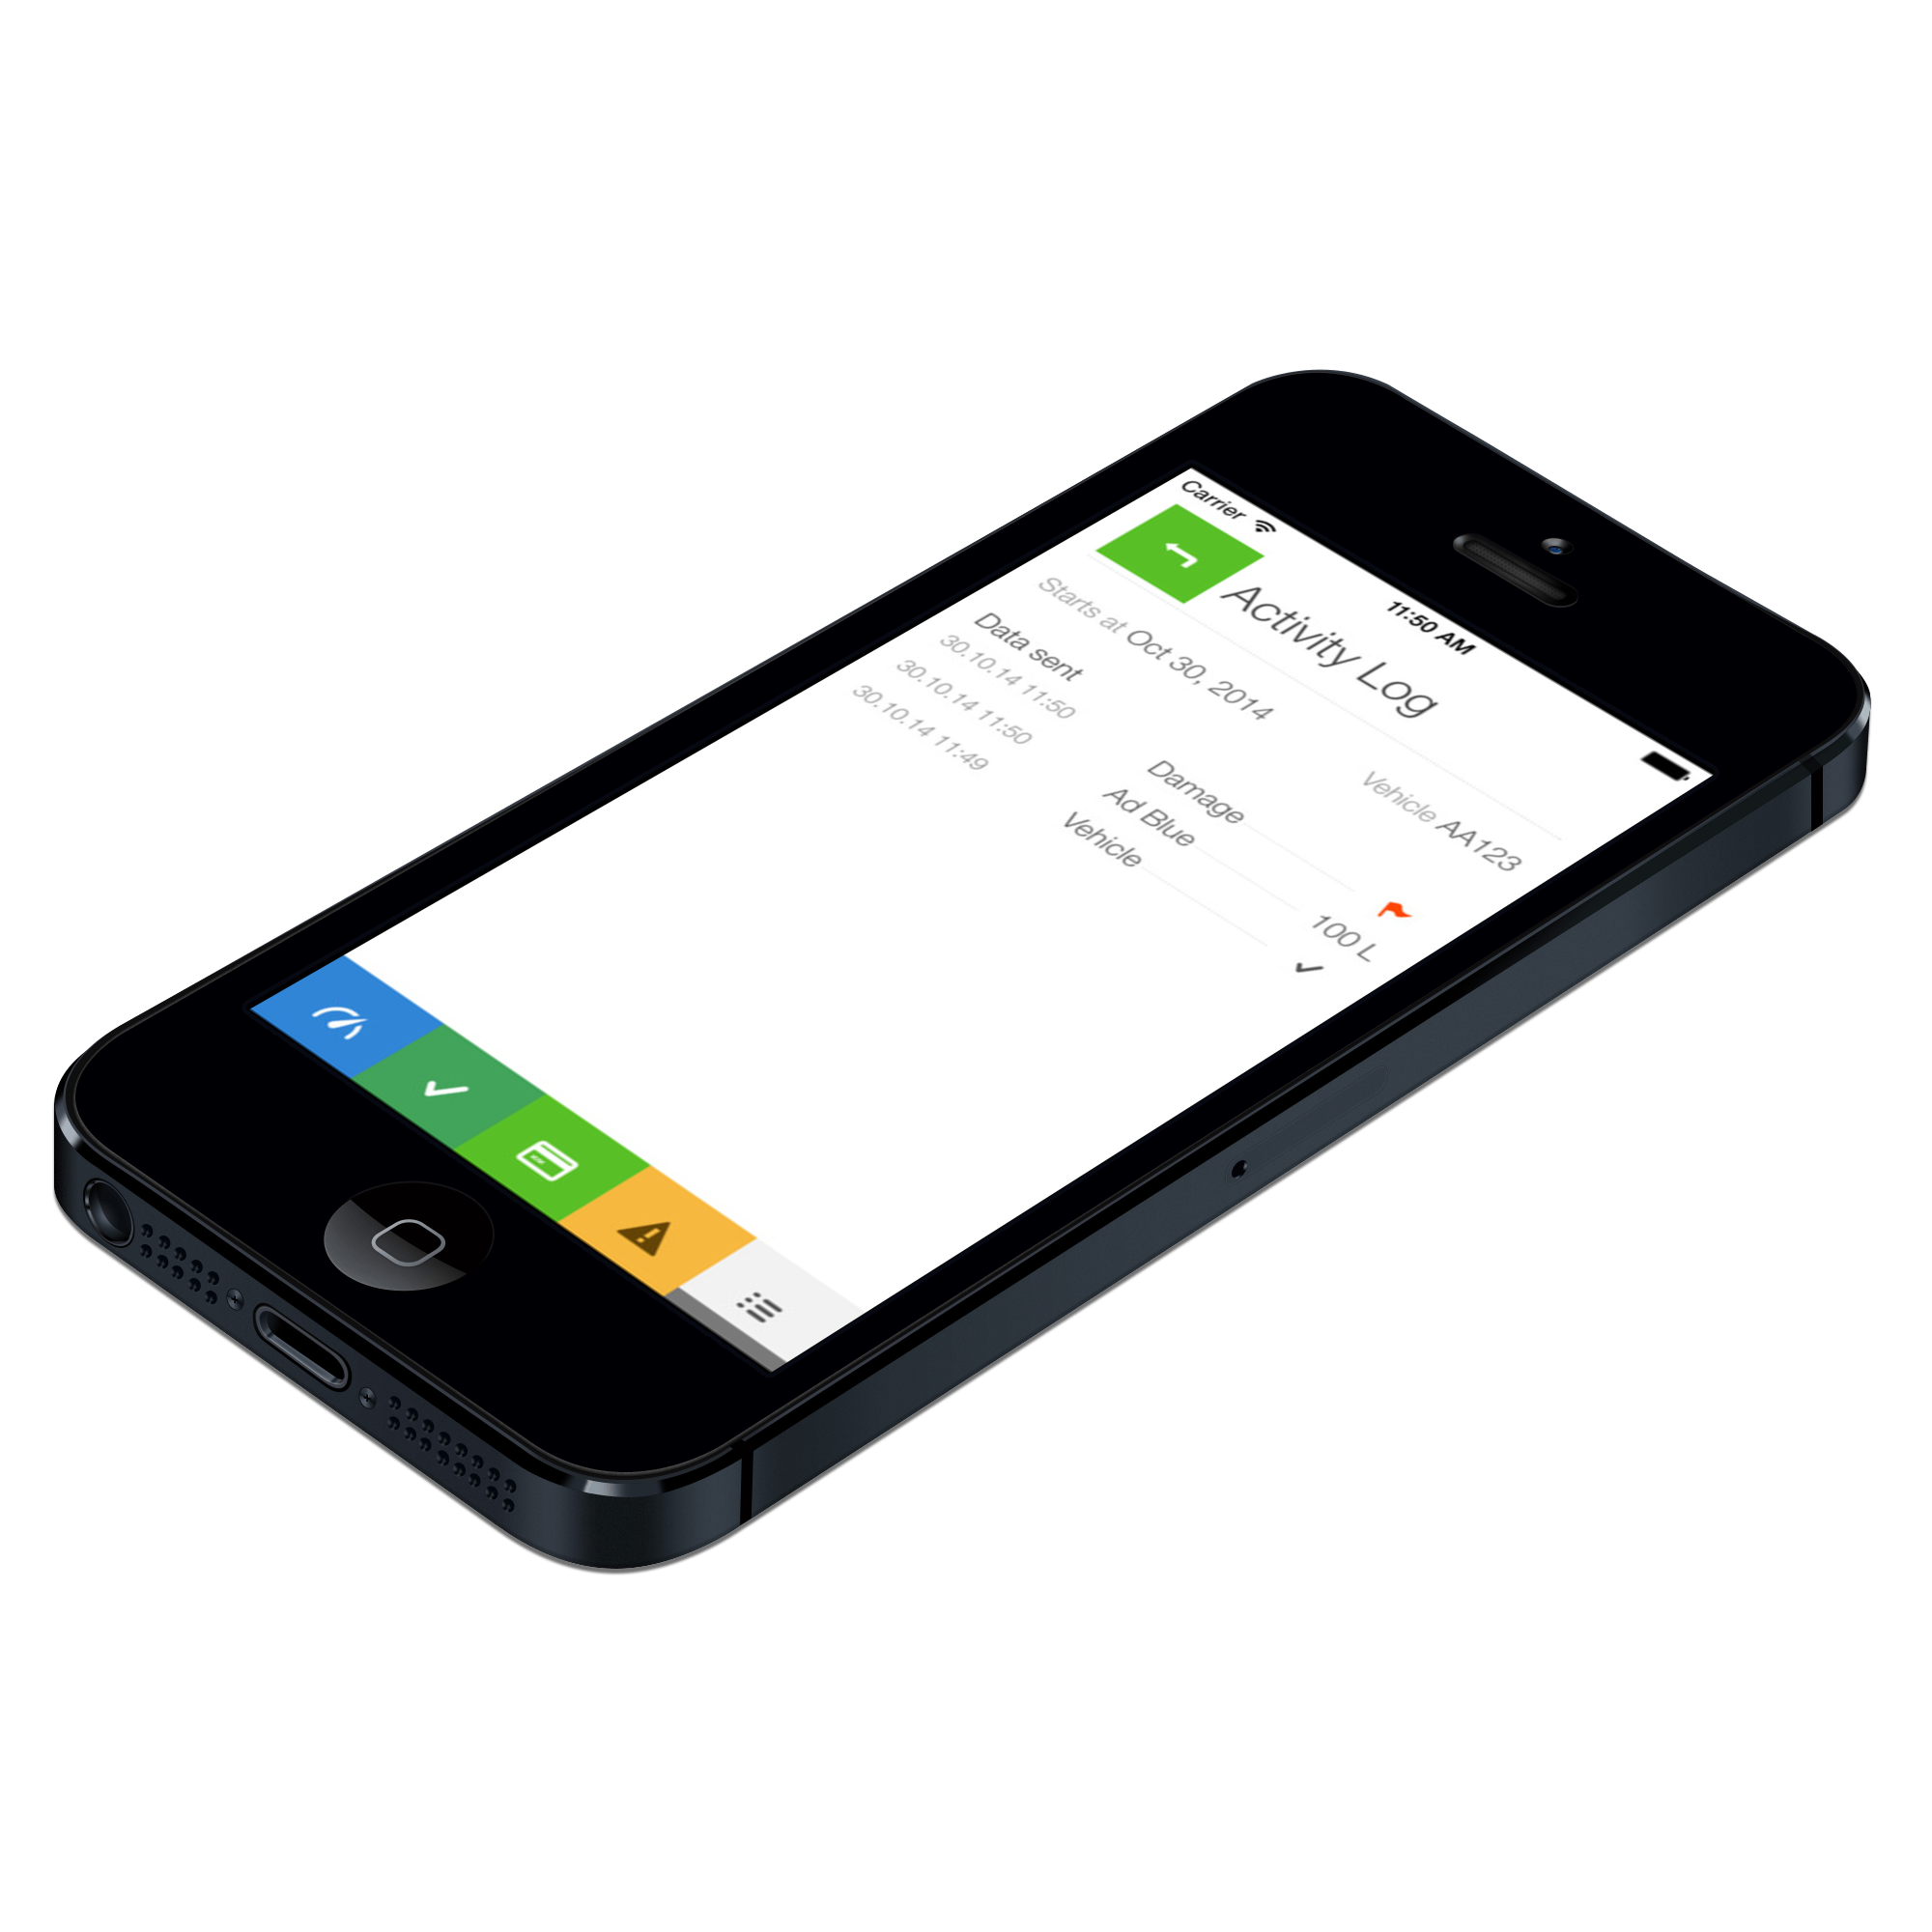 Carrier 11:50 AM
Activity Log
Starts at Oct 30, 2014 Vehicle AA123
Data sent
30.10.14 11:50 Damage
30.10.14 11:50 Ad Blue 100 L
30.10.14 11:49 Vehicle